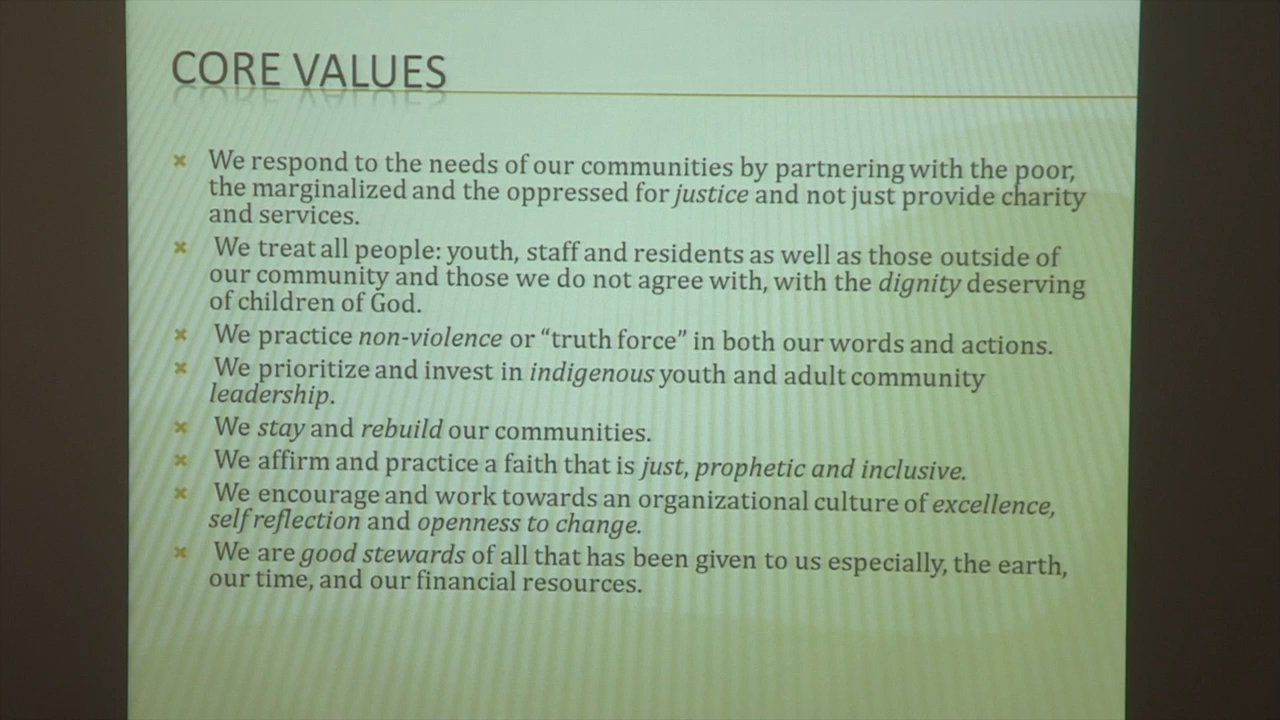 CORE VALUES
We respond to the needs of our communities by partnering with the poor,
the marginalized and the oppressed for justice and not just provide charity
and services.
We treat all people: youth, staff and residents as well as those outside of
our community and those we do not agree with, with the dignity deserving
of children of God.
We practice non-violence or “truth force” in both our words and actions.
We prioritize and invest in indigenous youth and adult community
leadership.
We stay and rebuild our communities.
We affirm and practice a faith that is just, prophetic and inclusive.
We encourage and work towards an organizational culture of excellence,
self reflection and openness to change.
We are good stewards of all that has been given to us especially, the earth,
our time, and our financial resources.